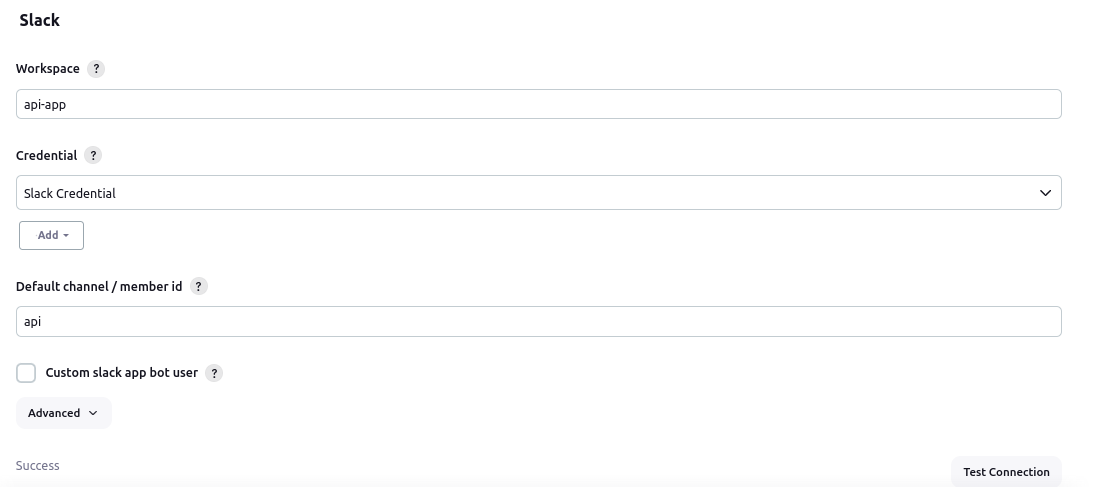 Slack
Workspace ?
api-app
Credential ?
Slack Credential
Add
Default channel / member id ?
api
Custom slack app bot user ?
Advanced
Success
Test Connection